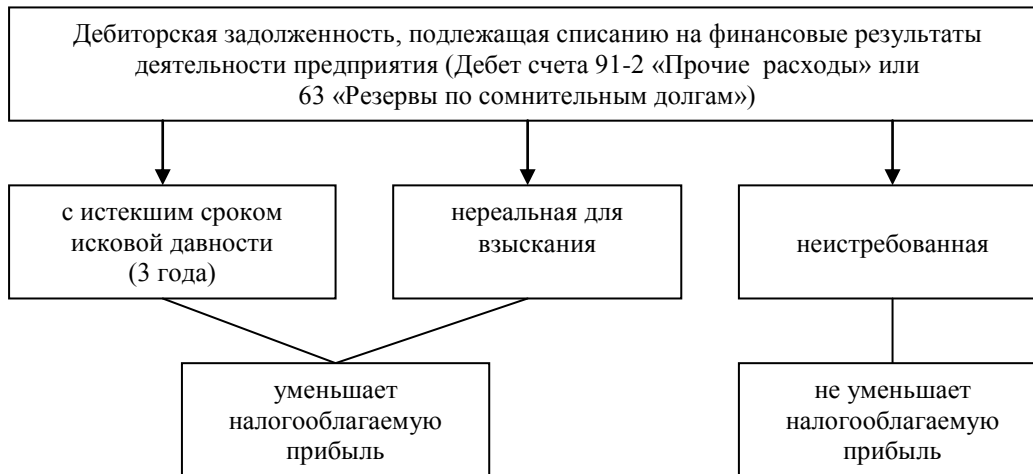 Дебиторская задолженность, подлежащая списанию на финансовые результаты
деятельности предприятия (Дебет счета 91-2 «Прочие расходы» или
63 «Резервы по сомнительным долгам»)
с истекшим сроком
исковой давности
(3 года)
нереальная для
взыскания
неистребованная
уменьшает
налогооблагаемую
прибыль
не уменьшает
налогооблагаемую
прибыль